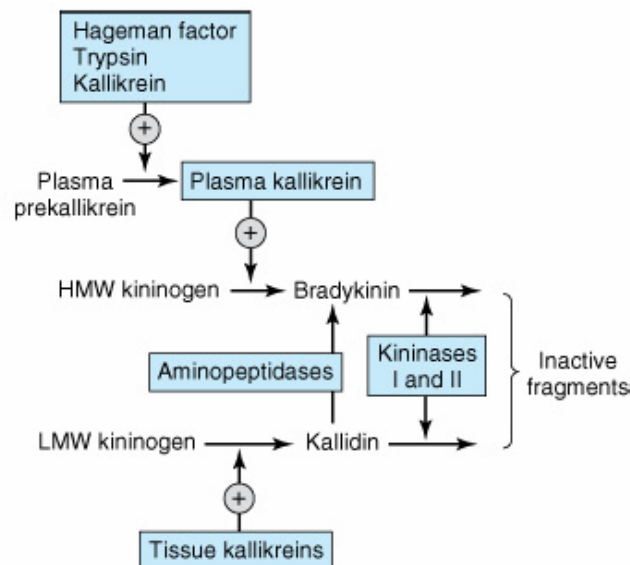 Hageman factor
Trypsin
Kallikrein
+
Plasma
prekallikrein
Plasma kallikrein
+
HMW kininogen
Bradykinin
Aminopeptidases
Kininases
I and II
Inactive
fragments
LMW kininogen
Kallidin
+
Tissue kallikreins